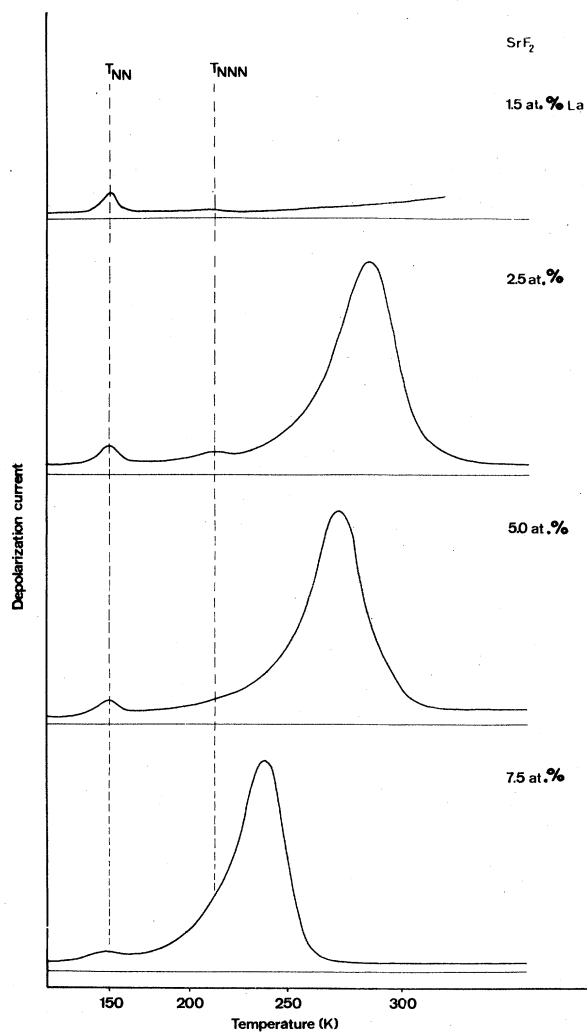 SrF₂
T_NN
T_NNN
1.5 at.% La
2.5 at.%
5.0 at.%
7.5 at.%
Depolarization current
150 200 250 300
Temperature (K)